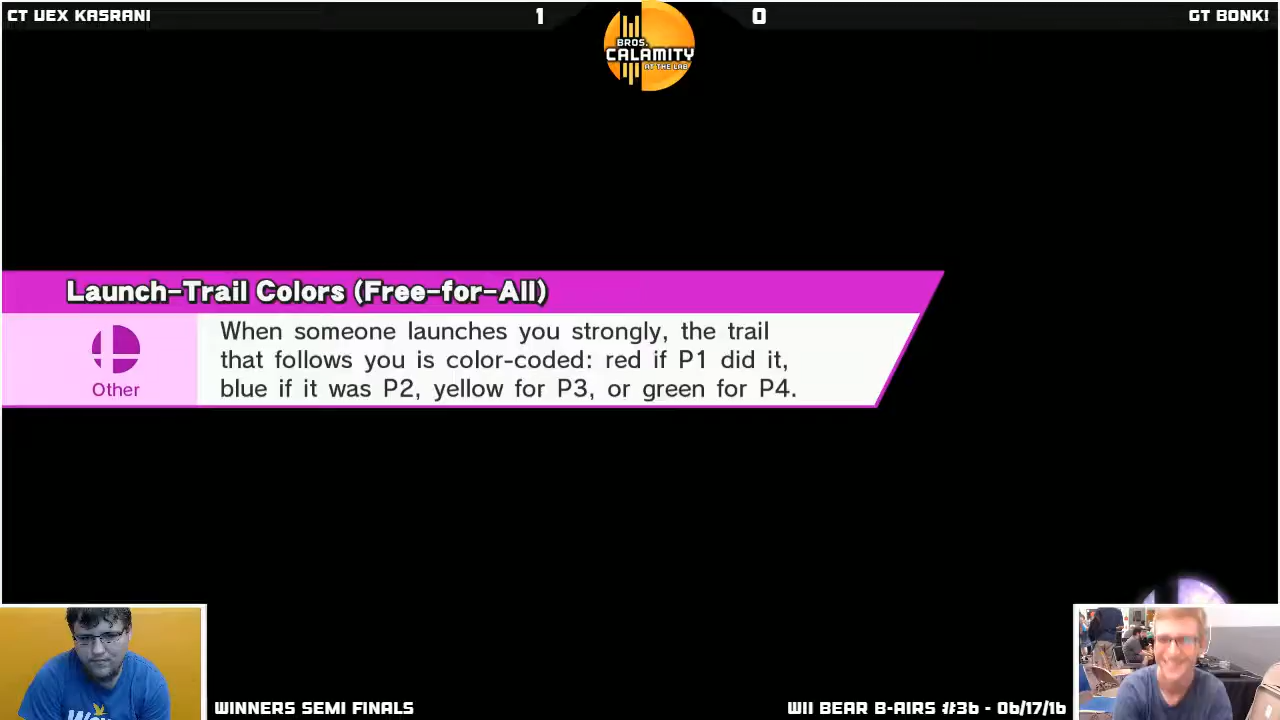 CT UEX KASRANI
1
0
GT BONK!
BROS.
CALAMITY
AT THE LAB
Launch-Trail Colors (Free-for-All)
When someone launches you strongly, the trail
that follows you is color-coded: red if P1 did it,
blue if it was P2, yellow for P3, or green for P4.
Other
WINNERS SEMI FINALS
WII BEAR B-AIRS #36 - 06/17/16